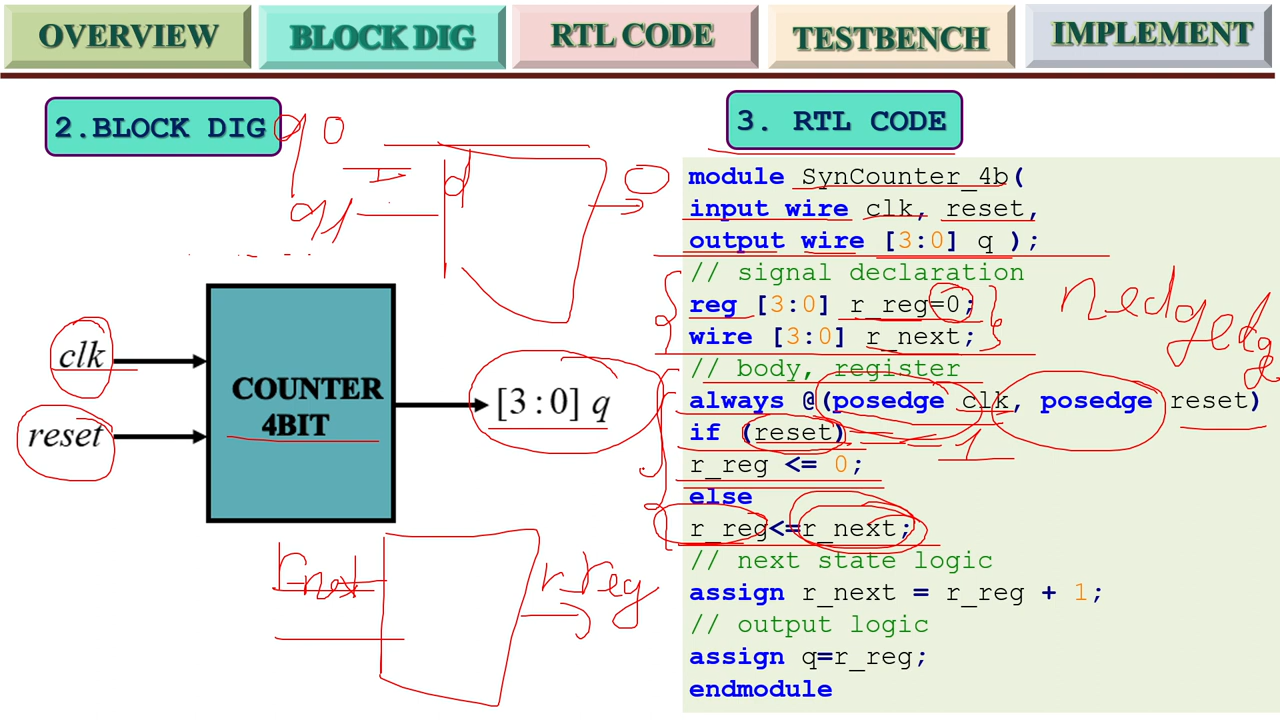 OVERVIEW
BLOCK DIG
RTL CODE
TESTBENCH
IMPLEMENT
2.BLOCK DIG
clk
reset
COUNTER
4BIT
[3:0] q
r_next
r_reg
3. RTL CODE
module SynCounter_4b(
input wire clk, reset,
output wire [3:0] q );
// signal declaration
reg [3:0] r_reg=0;
wire [3:0] r_next;
// body, register
always @(posedge clk, posedge reset)
if (reset)
r_reg <= 0;
else
r_reg<=r_next;
// next state logic
assign r_next = r_reg + 1;
// output logic
assign q=r_reg;
endmodule
d
0
1